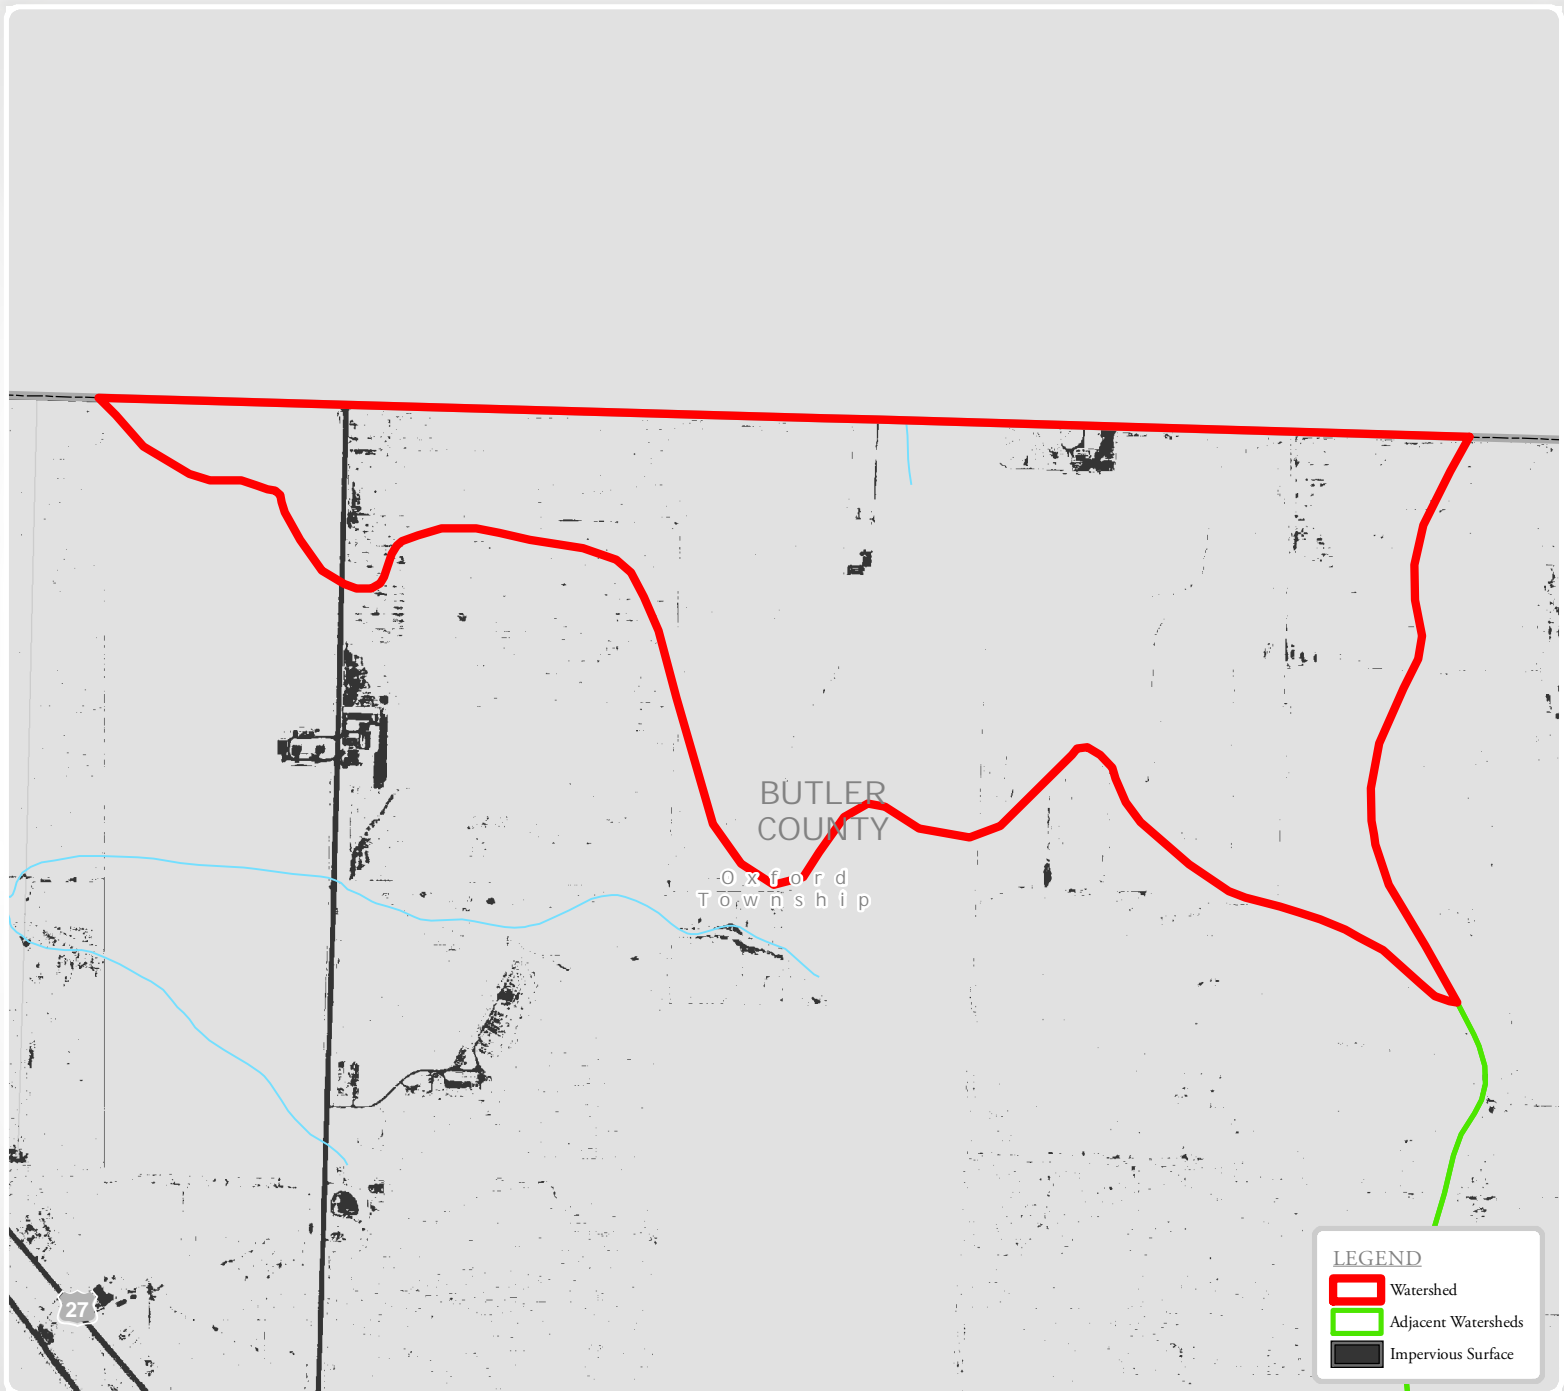 BUTLER
COUNTY
Oxford
Township
27
LEGEND
Watershed
Adjacent Watersheds
Impervious Surface